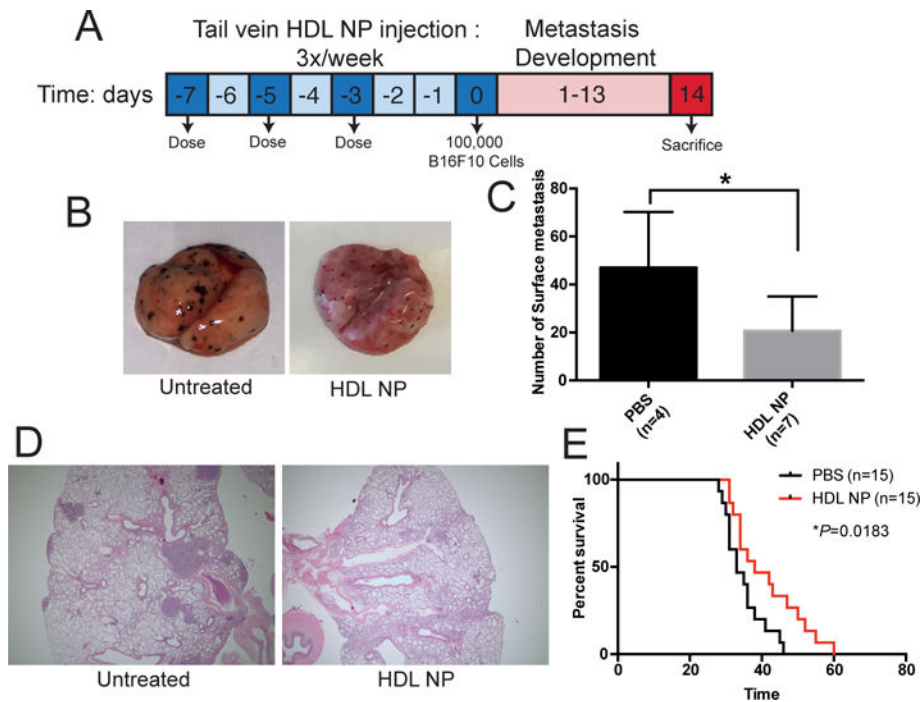 A
Tail vein HDL NP injection :
3x/week
Metastasis
Development
Time: days
-7 -6 -5 -4 -3 -2 -1 0 1-13 14
Dose Dose Dose 100,000
B16F10 Cells
Sacrifice
B
Untreated
HDL NP
C
Number of Surface metastasis
80
60
40
20
0
*
PBS
(n=4)
HDL NP
(n=7)
D
Untreated
HDL NP
E
Percent survival
100
50
0
PBS (n=15)
HDL NP (n=15)
*P=0.0183
0 20 40 60 80
Time